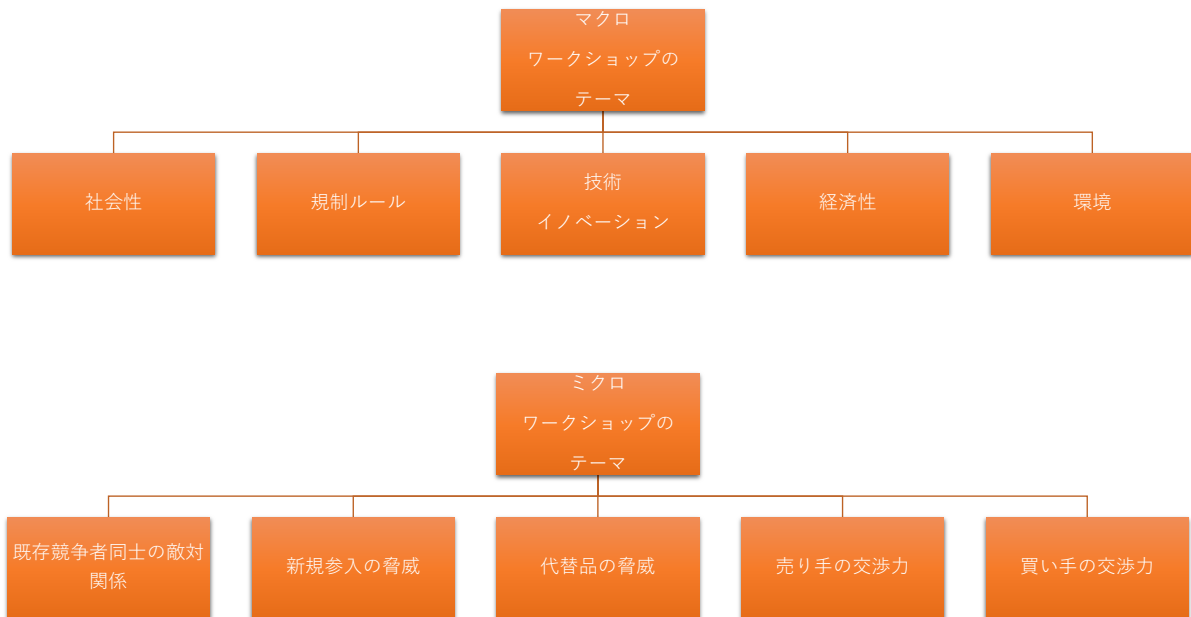 マクロ
ワークショップの
テーマ
社会性
規制ルール
技術
イノベーション
経済性
環境
ミクロ
ワークショップの
テーマ
既存競争者同士の敵対
関係
新規参入の脅威
代替品の脅威
売り手の交渉力
買い手の交渉力